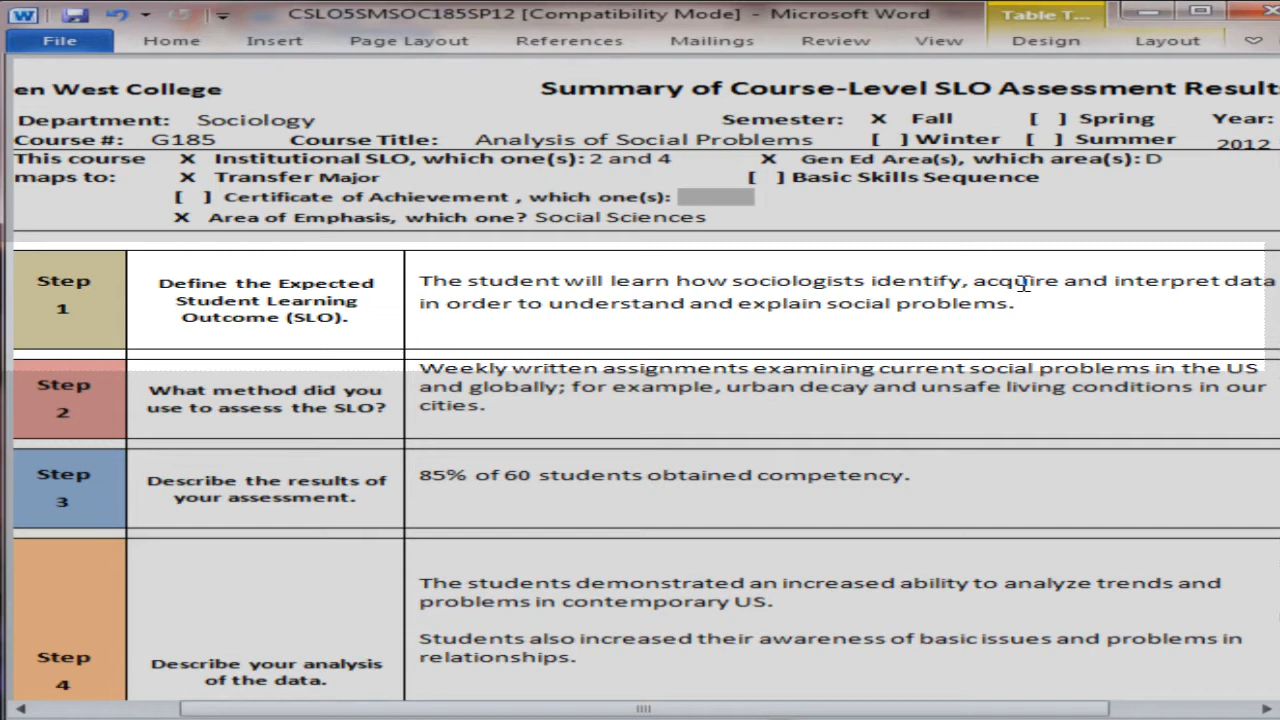 CSLO5SMSOC185SP12 [Compatibility Mode] - Microsoft Word
Table T...
File Home Insert Page Layout References Mailings Review View Design Layout
en West College Summary of Course-Level SLO Assessment Result
Department: Sociology Semester: X Fall [ ] Spring Year:
Course #: G185 Course Title: Analysis of Social Problems [ ] Winter [ ] Summer 2012
This course X Institutional SLO, which one(s): 2 and 4 X Gen Ed Area(s), which area(s): D
maps to: X Transfer Major [ ] Basic Skills Sequence
[ ] Certificate of Achievement , which one(s):
X Area of Emphasis, which one? Social Sciences
Step
1
Define the Expected
Student Learning
Outcome (SLO).
The student will learn how sociologists identify, acquire and interpret data
in order to understand and explain social problems.
Step
2
What method did you
use to assess the SLO?
Weekly written assignments examining current social problems in the US
and globally; for example, urban decay and unsafe living conditions in our
cities.
Step
3
Describe the results of
your assessment.
85% of 60 students obtained competency.
Step
4
Describe your analysis
of the data.
The students demonstrated an increased ability to analyze trends and
problems in contemporary US.
Students also increased their awareness of basic issues and problems in
relationships.